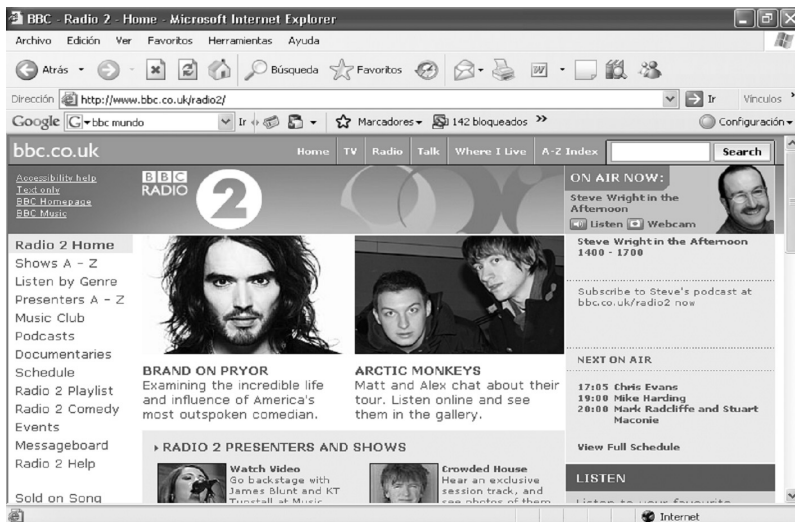 BBC - Radio 2 - Home - Microsoft Internet Explorer
Archivo Edición Ver Favoritos Herramientas Ayuda
Atrás Búsqueda Favoritos
Dirección http://www.bbc.co.uk/radio2/ Ir Vínculos
Google G bbc mundo Ir Marcadores 142 bloqueados Configuración
bbc.co.uk Home TV Radio Talk Where I Live A-Z Index Search
Accessibility help
Text only
BBC Homepage
BBC Music
BBC
RADIO 2
ON AIR NOW:
Steve Wright in the
Afternoon
Listen Webcam
Radio 2 Home
Shows A - Z
Listen by Genre
Presenters A - Z
Music Club
Podcasts
Documentaries
Schedule
Radio 2 Playlist
Radio 2 Comedy
Events
Messageboard
Radio 2 Help
Sold on Song
BRAND ON PRYOR
Examining the incredible life
and influence of America's
most outspoken comedian.
ARCTIC MONKEYS
Matt and Alex chat about their
tour. Listen online and see
them in the gallery.
RADIO 2 PRESENTERS AND SHOWS
Watch Video
Go backstage with
James Blunt and KT
Tunstall at Music
Crowded House
Hear an exclusive
session track, and
see photos of them
Steve Wright in the Afternoon
1400 - 1700
Subscribe to Steve's podcast at
bbc.co.uk/radio2 now
NEXT ON AIR
17:05 Chris Evans
19:00 Mike Harding
20:00 Mark Radcliffe and Stuart
Maconie
View Full Schedule
LISTEN
Listen to your favourite
Internet